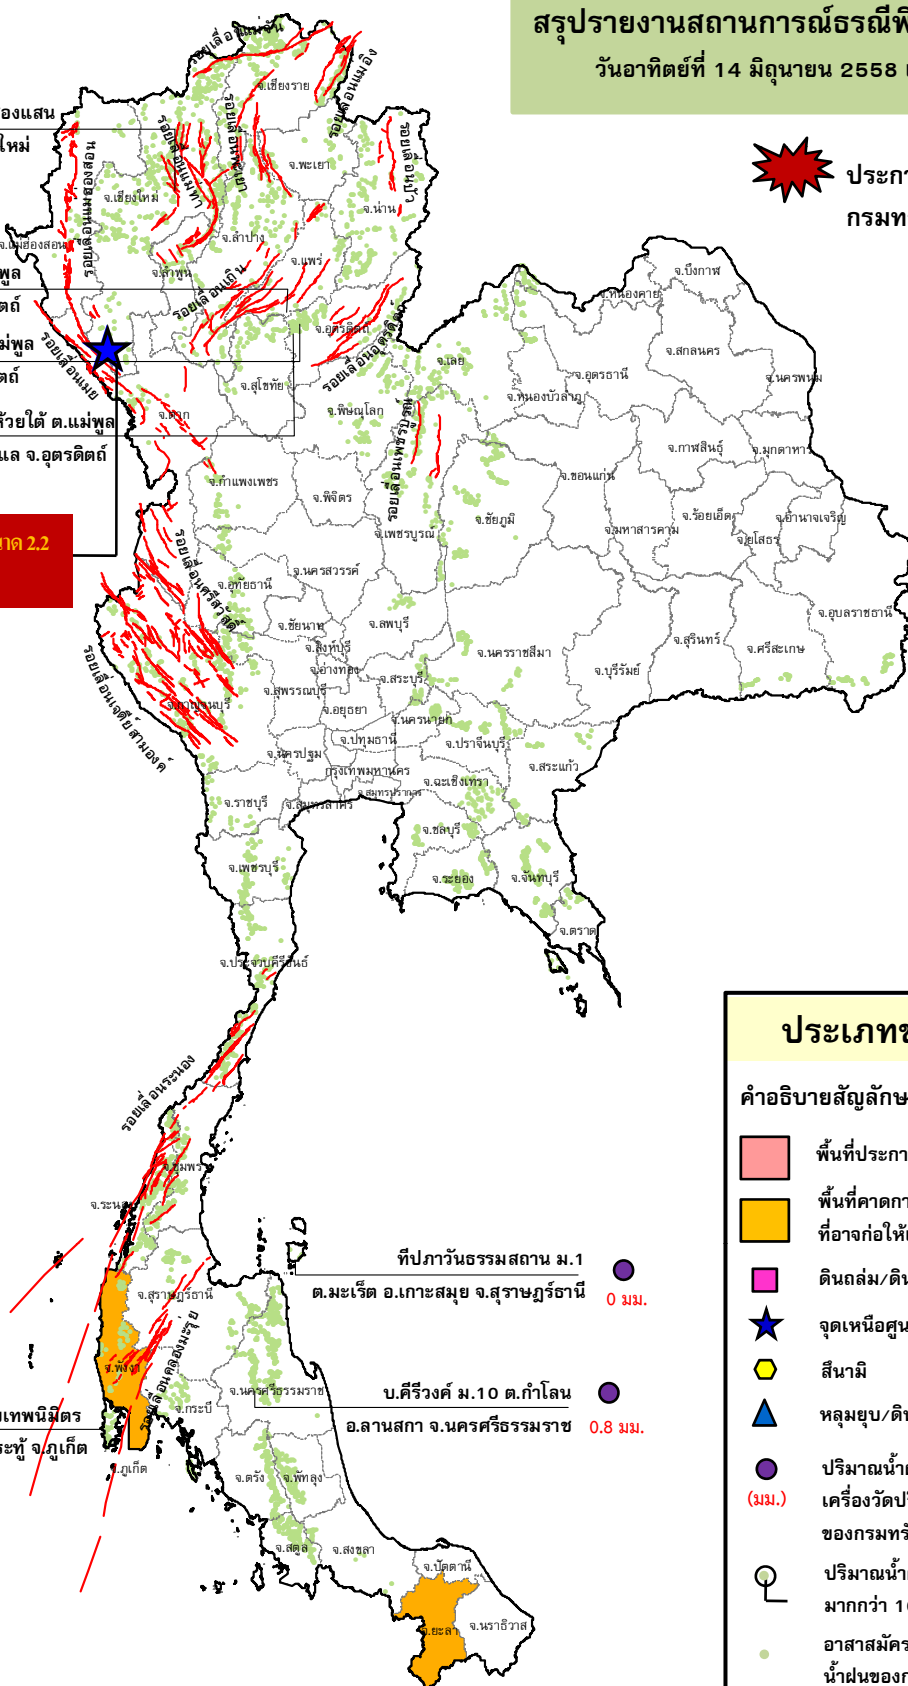 สรุปรายงานสถานการณ์ธรณีพิ
วันอาทิตย์ที่ 14 มิถุนายน 2558
ประกา
กรมท
องแสน
ใหม่
พูล
ตถ์
ม่พูล
ตถ์
ห้วยใต้ ต.แม่พูล
แล จ.อุตรดิตถ์
นาด 2.2
รอยเลื่อนแม่จัน
รอยเลื่อนแม่อิง
รอยเลื่อนแม่ฮ่องสอน
รอยเลื่อนแม่ทา
รอยเลื่อนพะเยา
รอยเลื่อนปัว
รอยเลื่อนเถิน
รอยเลื่อนอุตรดิตถ์
รอยเลื่อนเมย
รอยเลื่อนเพชรบูรณ์
รอยเลื่อนศรีสวัสดิ์
รอยเลื่อนเจดีย์สามองค์
รอยเลื่อนระนอง
รอยเลื่อนคลองมะรุ่ย
จ.เชียงราย
จ.พะเยา
จ.น่าน
จ.เชียงใหม่
จ.แม่ฮ่องสอน
จ.ลำปาง
จ.แพร่
จ.ลำพูน
จ.อุตรดิตถ์
จ.สุโขทัย
จ.ตาก
จ.พิษณโลก
จ.เลย
จ.บึงกาฬ
จ.หนองคาย
จ.สกลนคร
จ.อุดรธานี
จ.นครพนม
จ.หนองบัวลำภู
จ.กาฬสินธุ์
จ.มุกดาหาร
จ.ขอนแก่น
จ.กำแพงเพชร
จ.พิจิตร
จ.เพชรบูรณ์
จ.ชัยภูมิ
จ.ร้อยเอ็ด
จ.มหาสารคาม
จ.อำนาจเจริญ
จ.ยโสธร
จ.อุบลราชธานี
จ.ศรีสะเกษ
จ.สุรินทร์
จ.บุรีรัมย์
จ.นครราชสีมา
จ.นครสวรรค์
จ.อุทัยธานี
จ.ชัยนาท
จ.ลพบุรี
จ.สิงห์บุรี
จ.อ่างทอง
จ.สระบุรี
จ.สุพรรณบุรี
จ.กาญจนบุรี
จ.อยุธยา
จ.นครนายก
จ.ปทุมธานี
จ.ปราจีนบุรี
จ.นครปฐม
กรุงเทพมหานคร
จ.สระแก้ว
จ.ฉะเชิงเทรา
จ.สมุทรปราการ
จ.สมุทรสาคร
จ.ราชบุรี
จ.ชลบุรี
จ.เพชรบุรี
จ.ระยอง
จ.จันทบุรี
จ.ตราด
จ.ประจวบคีรีขันธ์
จ.ชุมพร
จ.ระนอง
จ.สุราษฎร์ธานี
จ.พังงา
จ.กระบี่
จ.นครศรีธรรมราช
จ.ภูเก็ต
จ.ตรัง
จ.พัทลุง
จ.สตูล
จ.สงขลา
จ.ปัตตานี
จ.ยะลา
จ.นราธิวาส
ทีปภาวันธรรมสถาน ม.1
ต.มะเร็ต อ.เกาะสมุย จ.สุราษฎร์ธานี
0 มม.
บ.คีรีวงค์ ม.10 ต.กำโลน
อ.ลานสกา จ.นครศรีธรรมราช
0.8 มม.
เทพนิมิตร
ระทู้ จ.ภูเก็ต
ประเภทข
คำอธิบายสัญลักษ
พื้นที่ประกา
พื้นที่คาดกา
ที่อาจก่อให้เ
ดินถล่ม/ดิน
จุดเหนือศูน
สึนามิ
หลุมยุบ/ดิน
ปริมาณน้ำฝ
(มม.)
เครื่องวัดปริ
ของกรมทรั
ปริมาณน้ำ
มากกว่า 10
อาสาสมัคร
น้ำฝนของก